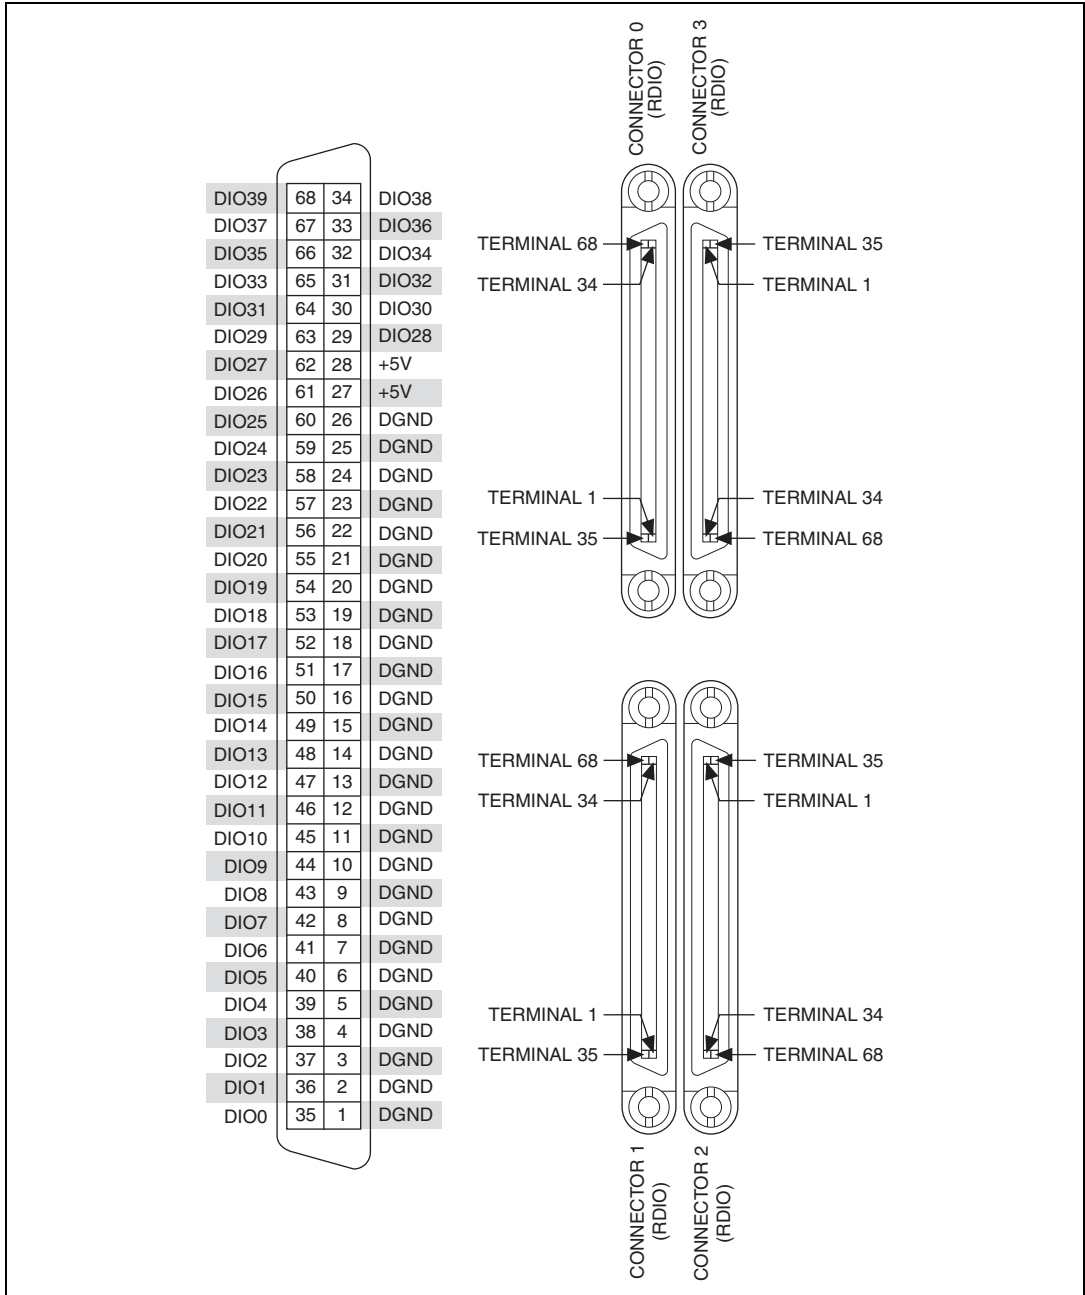 CONNECTOR 0
(RDIO)
CONNECTOR 3
(RDIO)
DIO39 68 34 DIO38
DIO37 67 33 DIO36
DIO35 66 32 DIO34
DIO33 65 31 DIO32
DIO31 64 30 DIO30
DIO29 63 29 DIO28
DIO27 62 28 +5V
DIO26 61 27 +5V
DIO25 60 26 DGND
DIO24 59 25 DGND
DIO23 58 24 DGND
DIO22 57 23 DGND
DIO21 56 22 DGND
DIO20 55 21 DGND
DIO19 54 20 DGND
DIO18 53 19 DGND
DIO17 52 18 DGND
DIO16 51 17 DGND
DIO15 50 16 DGND
DIO14 49 15 DGND
DIO13 48 14 DGND
DIO12 47 13 DGND
DIO11 46 12 DGND
DIO10 45 11 DGND
DIO9 44 10 DGND
DIO8 43 9 DGND
DIO7 42 8 DGND
DIO6 41 7 DGND
DIO5 40 6 DGND
DIO4 39 5 DGND
DIO3 38 4 DGND
DIO2 37 3 DGND
DIO1 36 2 DGND
DIO0 35 1 DGND
TERMINAL 68
TERMINAL 35
TERMINAL 34
TERMINAL 1
TERMINAL 1
TERMINAL 34
TERMINAL 35
TERMINAL 68
TERMINAL 68
TERMINAL 35
TERMINAL 34
TERMINAL 1
TERMINAL 1
TERMINAL 34
TERMINAL 35
TERMINAL 68
CONNECTOR 1
(RDIO)
CONNECTOR 2
(RDIO)